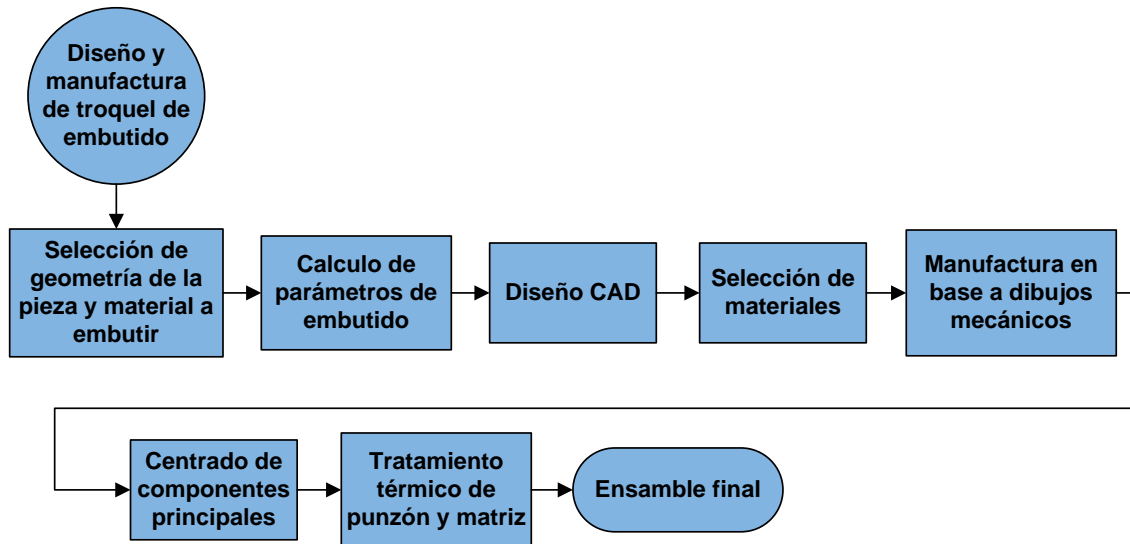 Diseño y
manufactura
de troquel de
embutido
Selección de
geometría de la
pieza y material a
embutir
Calculo de
parámetros de
embutido
Diseño CAD
Selección de
materiales
Manufactura en
base a dibujos
mecánicos
Centrado de
componentes
principales
Tratamiento
térmico de
punzón y matriz
Ensamble final